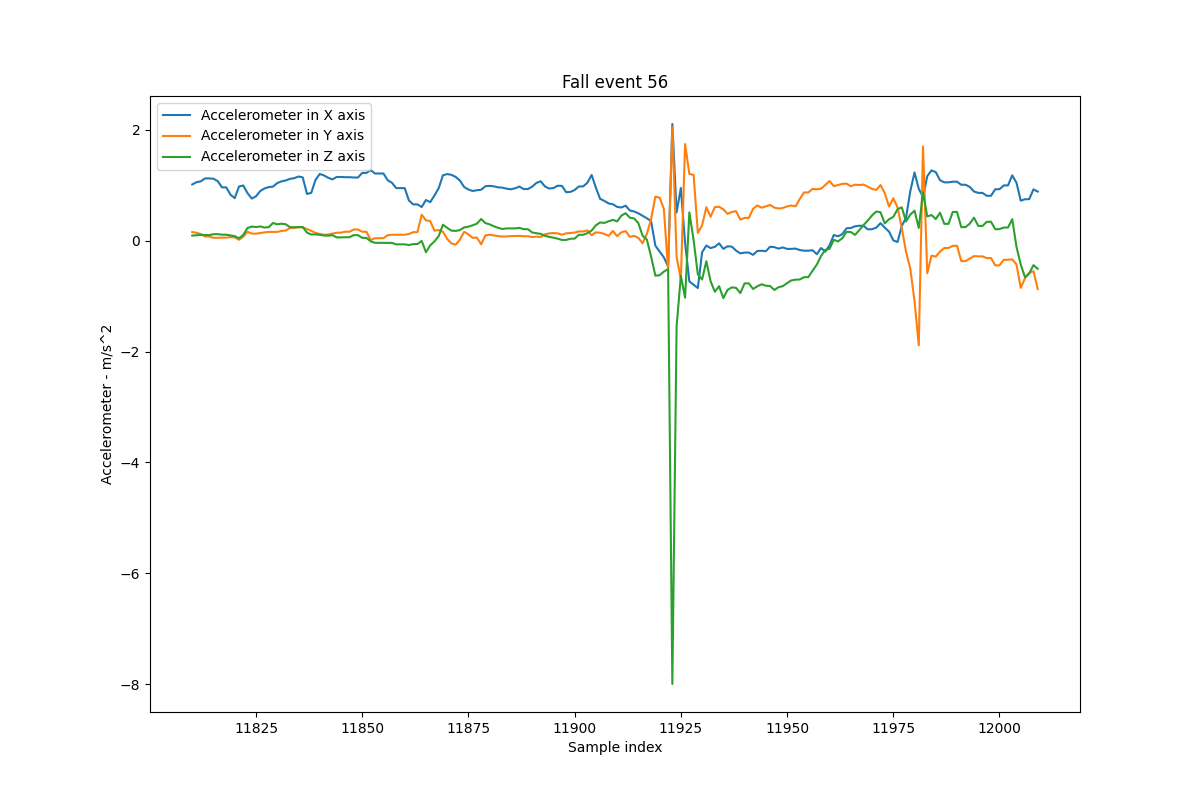 Fall event 56
Accelerometer in X axis
Accelerometer in Y axis
Accelerometer in Z axis
2
0
−2
−4
−6
−8
Accelerometer - m/s^2
11825 11850 11875 11900 11925 11950 11975 12000
Sample index